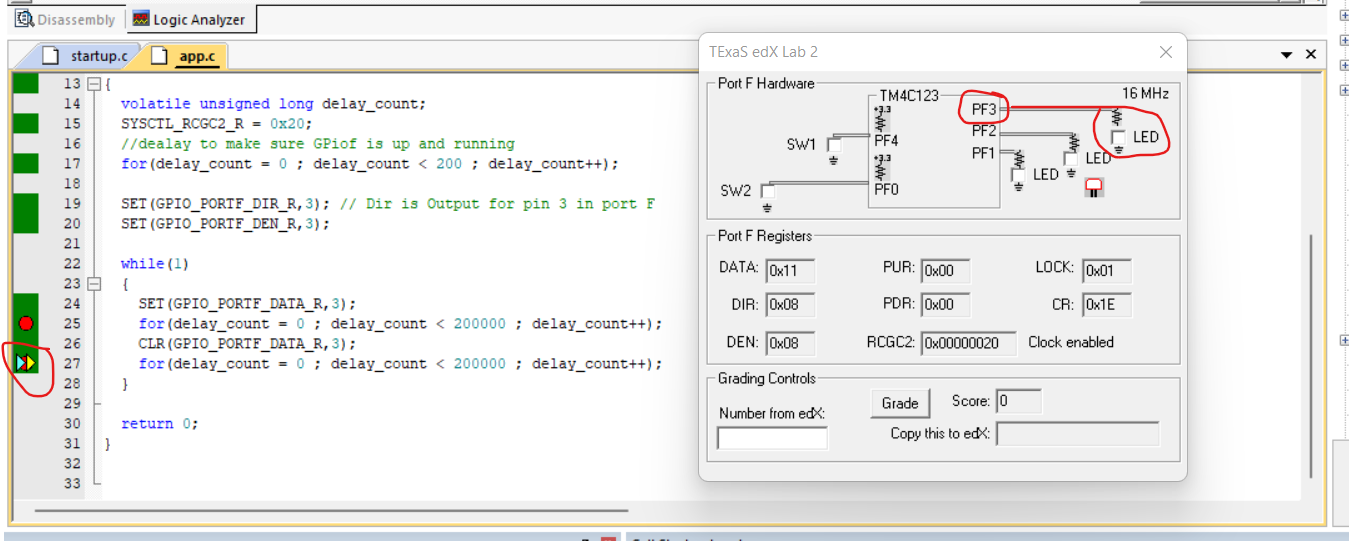 Disassembly Logic Analyzer
startup.c app.c
13 {
14 volatile unsigned long delay_count;
15 SYSCTL_RCGC2_R = 0x20;
16 //dealay to make sure GPiof is up and running
17 for(delay_count = 0 ; delay_count < 200 ; delay_count++);
18
19 SET(GPIO_PORTF_DIR_R,3); // Dir is Output for pin 3 in port F
20 SET(GPIO_PORTF_DEN_R,3);
21
22 while(1)
23 {
24 SET(GPIO_PORTF_DATA_R,3);
25 for(delay_count = 0 ; delay_count < 200000 ; delay_count++);
26 CLR(GPIO_PORTF_DATA_R,3);
27 for(delay_count = 0 ; delay_count < 200000 ; delay_count++);
28 }
29
30 return 0;
31 }
32
33
TExaS edX Lab 2
Port F Hardware
TM4C123
16 MHz
+3.3
PF3
LED
SW1
PF4
PF2
LED
+3.3
PF1
LED
SW2
PF0
Port F Registers
DATA: 0x11 PUR: 0x00 LOCK: 0x01
DIR: 0x08 PDR: 0x00 CR: 0x1E
DEN: 0x08 RCGC2: 0x00000020 Clock enabled
Grading Controls
Number from edX:
Grade Score: 0
Copy this to edX: